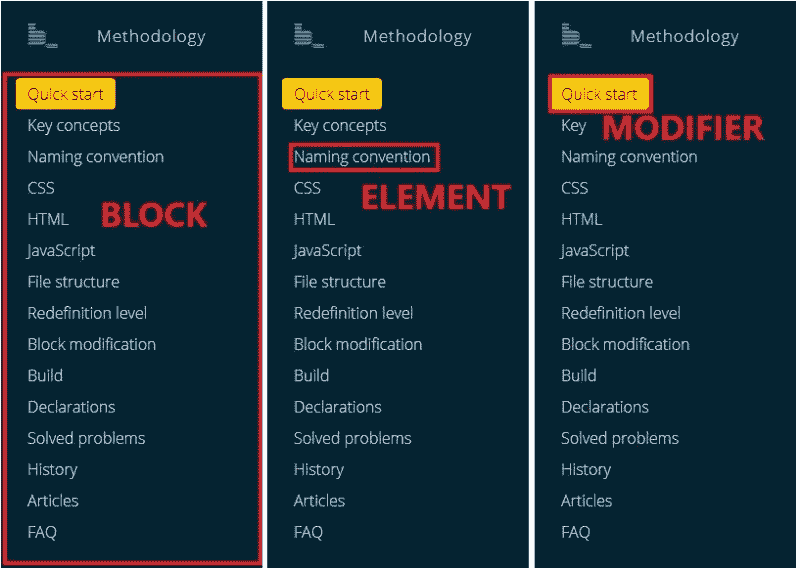 b_ Methodology
Quick start
Key concepts
Naming convention
CSS
HTML
BLOCK
JavaScript
File structure
Redefinition level
Block modification
Build
Declarations
Solved problems
History
Articles
FAQ
b_ Methodology
Quick start
Key concepts
Naming convention
CSS
ELEMENT
HTML
JavaScript
File structure
Redefinition level
Block modification
Build
Declarations
Solved problems
History
Articles
FAQ
b_ Methodology
Quick start
Key MODIFIER
Naming convention
CSS
HTML
JavaScript
File structure
Redefinition level
Block modification
Build
Declarations
Solved problems
History
Articles
FAQ